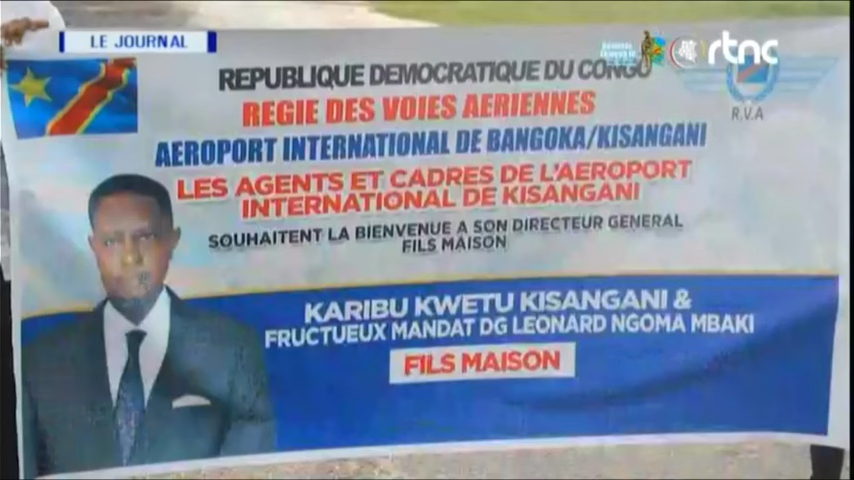 LE JOURNAL
rtnc
REPUBLIQUE DEMOCRATIQUE DU CONGO
REGIE DES VOIES AERIENNES
R.V.A
AEROPORT INTERNATIONAL DE BANGOKA/KISANGANI
LES AGENTS ET CADRES DE L'AEROPORT
INTERNATIONAL DE KISANGANI
SOUHAITENT LA BIENVENUE A SON DIRECTEUR GENERAL
FILS MAISON
KARIBU KWETU KISANGANI &
FRUCTUEUX MANDAT DG LEONARD NGOMA MBAKI
FILS MAISON